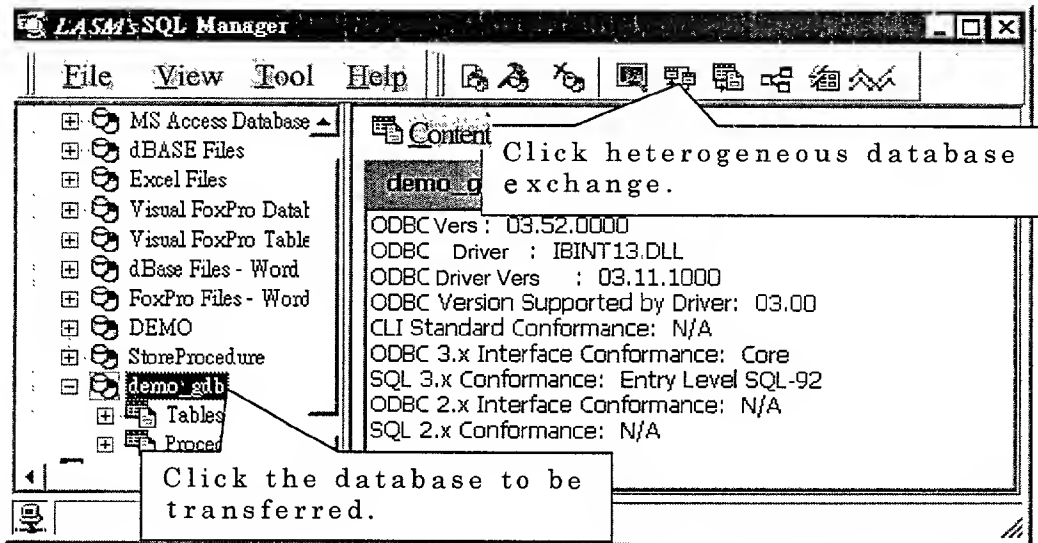 LASM's SQL Manager
File View Tool Help
MS Access Database
dBASE Files
Excel Files
Visual FoxPro Datab
Visual FoxPro Table
dBase Files - Word
FoxPro Files - Word
DEMO
StoreProcedure
demo_gdb
Tables
Proced
Content
demo_g
Click heterogeneous database
exchange.
ODBC Vers : 03.52.0000
ODBC Driver : IBINT13.DLL
ODBC Driver Vers : 03.11.1000
ODBC Version Supported by Driver: 03.00
CLI Standard Conformance: N/A
ODBC 3.x Interface Conformance: Core
SQL 3.x Conformance: Entry Level SQL-92
ODBC 2.x Interface Conformance: N/A
SQL 2.x Conformance: N/A
Click the database to be
transferred.